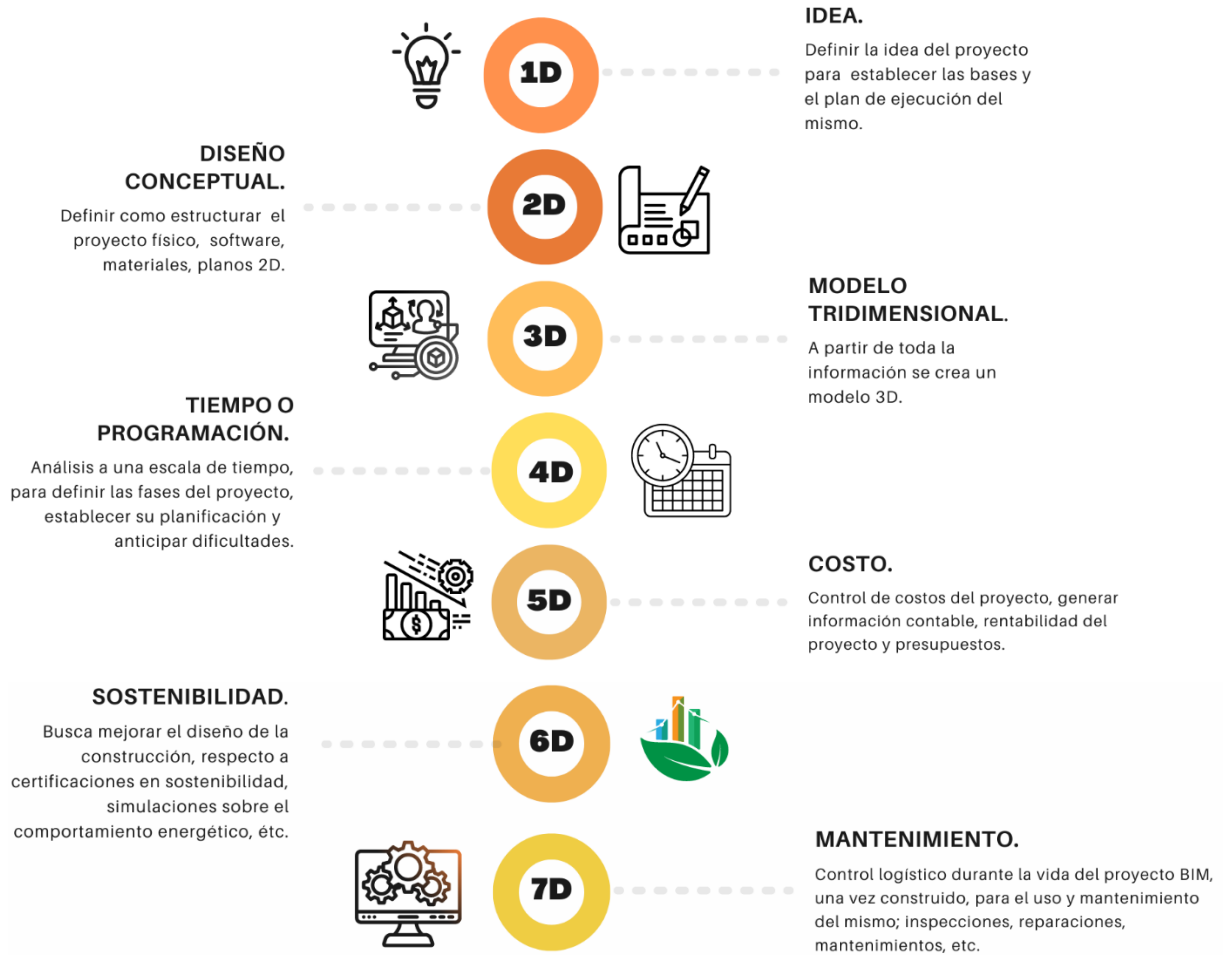 1D
IDEA.
Definir la idea del proyecto
para establecer las bases y
el plan de ejecución del
mismo.
DISEÑO
CONCEPTUAL.
Definir como estructurar el
proyecto físico, software,
materiales, planos 2D.
2D
3D
MODELO
TRIDIMENSIONAL.
A partir de toda la
información se crea un
modelo 3D.
TIEMPO O
PROGRAMACIÓN.
Análisis a una escala de tiempo,
para definir las fases del proyecto,
establecer su planificación y
anticipar dificultades.
4D
5D
COSTO.
Control de costos del proyecto, generar
información contable, rentabilidad del
proyecto y presupuestos.
SOSTENIBILIDAD.
Busca mejorar el diseño de la
construcción, respecto a
certificaciones en sostenibilidad,
simulaciones sobre el
comportamiento energético, étc.
6D
7D
MANTENIMIENTO.
Control logístico durante la vida del proyecto BIM,
una vez construido, para el uso y mantenimiento
del mismo; inspecciones, reparaciones,
mantenimientos, etc.